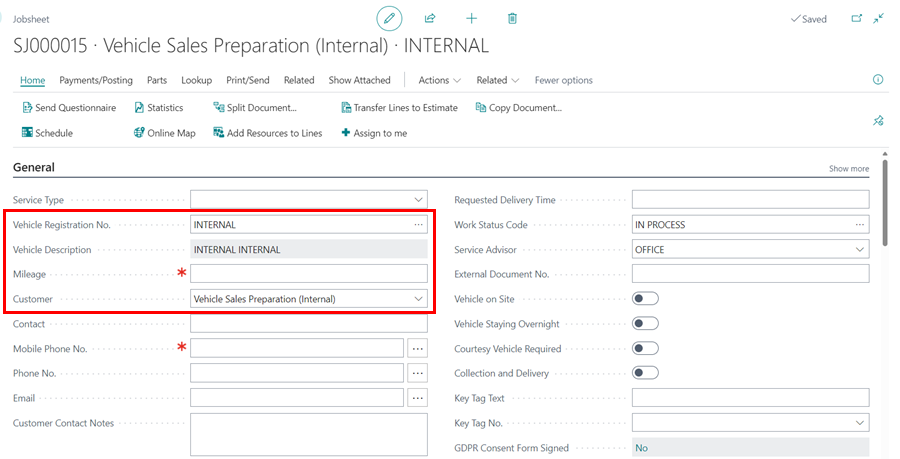 Jobsheet
Saved
SJ000015 · Vehicle Sales Preparation (Internal) · INTERNAL
Home Payments/Posting Parts Lookup Print/Send Related Show Attached Actions Related Fewer options
Send Questionnaire Statistics Split Document... Transfer Lines to Estimate Copy Document...
Schedule Online Map Add Resources to Lines Assign to me
General Show more
Service Type Requested Delivery Time
Vehicle Registration No. INTERNAL Work Status Code IN PROCESS
Vehicle Description INTERNAL INTERNAL Service Advisor OFFICE
Mileage External Document No.
Customer Vehicle Sales Preparation (Internal) Vehicle on Site
Contact Vehicle Staying Overnight
Mobile Phone No. Courtesy Vehicle Required
Phone No. Collection and Delivery
Email Key Tag Text
Customer Contact Notes Key Tag No.
GDPR Consent Form Signed No